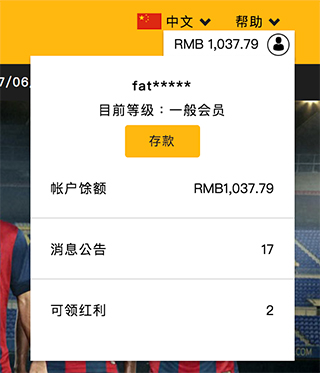 中文 帮助
RMB 1,037.79
7/06/
fat*****
目前等级：一般会员
存款
帐户馀额 RMB1,037.79
消息公告 17
可领红利 2